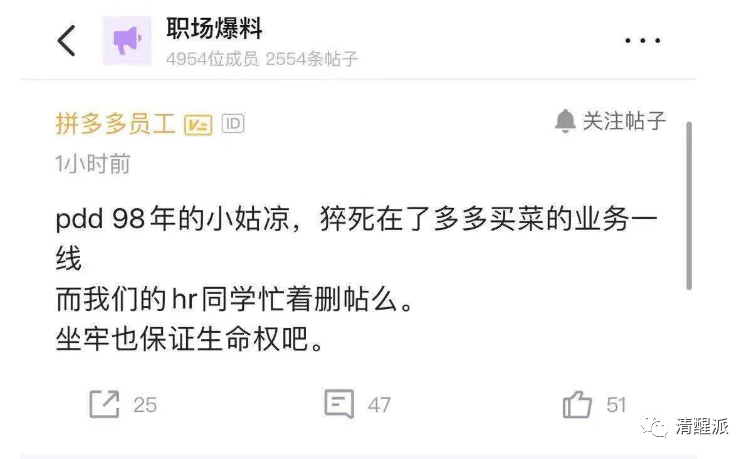 职场爆料
4954位成员 2554条帖子
拼多多员工 V ID
关注帖子
1小时前
pdd 98年的小姑凉，猝死在了多多买菜的业务一
线
而我们的hr同学忙着删帖么。
坐牢也保证生命权吧。
25
47
51
清醒派